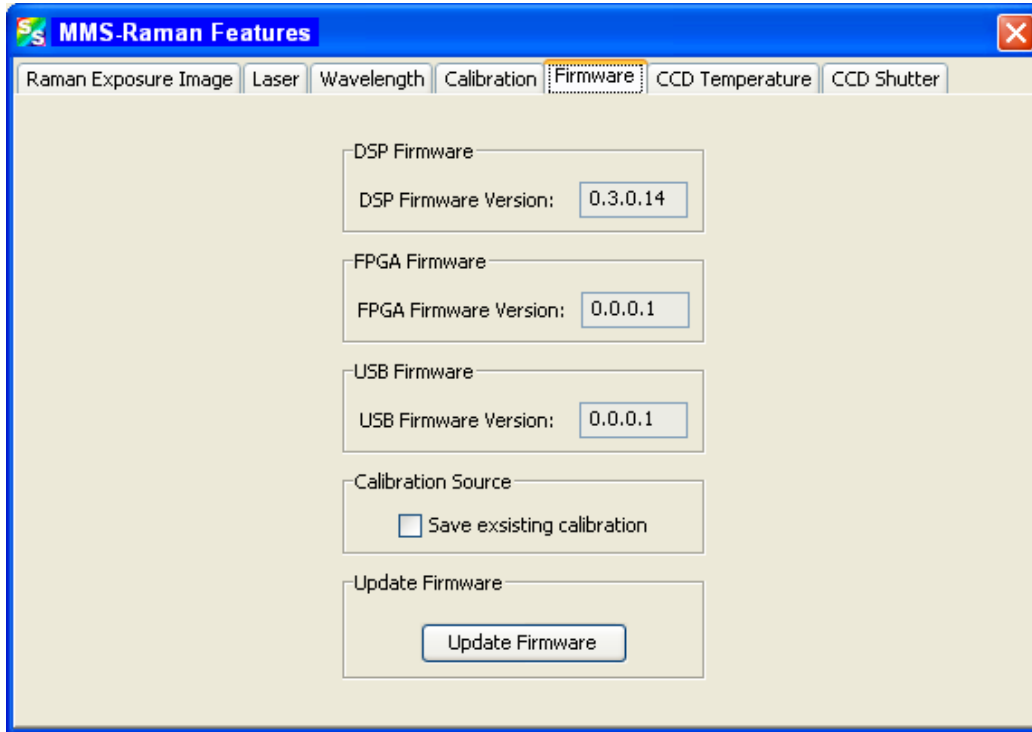 SS MMS-Raman Features
Raman Exposure Image Laser Wavelength Calibration Firmware CCD Temperature CCD Shutter
DSP Firmware
DSP Firmware Version: 0.3.0.14
FPGA Firmware
FPGA Firmware Version: 0.0.0.1
USB Firmware
USB Firmware Version: 0.0.0.1
Calibration Source
Save exsisting calibration
Update Firmware
Update Firmware